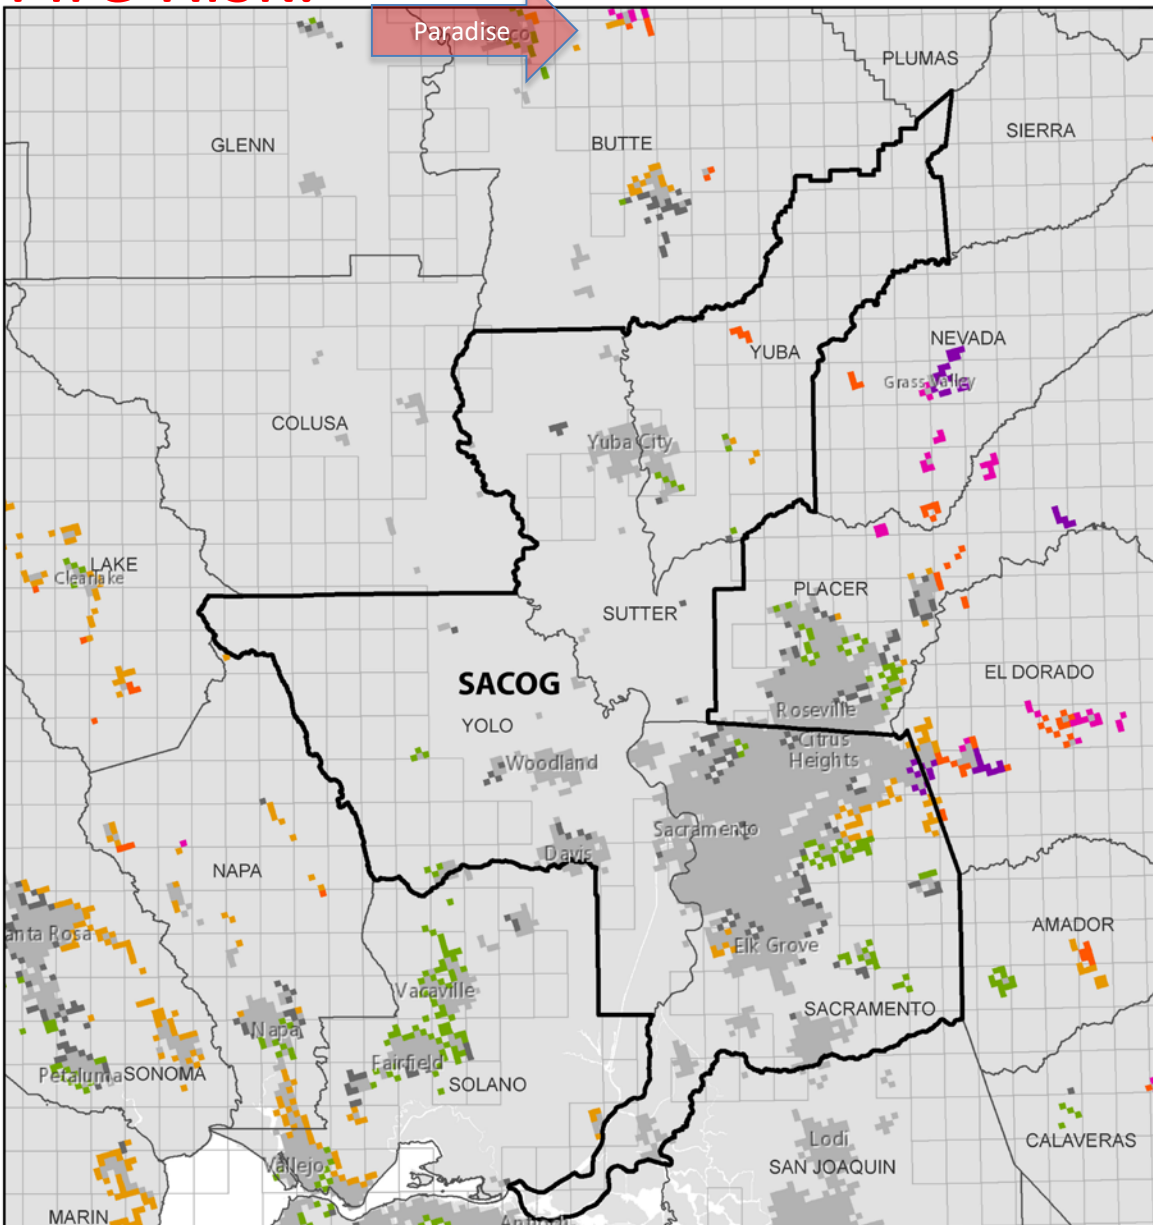 Paradise
PLUMAS
SIERRA
GLENN
BUTTE
NEVADA
YUBA
Grass Valley
COLUSA
Yuba City
LAKE
Clearlake
PLACER
SUTTER
EL DORADO
SACOG
YOLO
Roseville
Citrus
Heights
Woodland
Sacramento
Davis
NAPA
AMADOR
anta Rosa
Elk Grove
Vacaville
SACRAMENTO
Napa
Fairfield
Petaluma
SONOMA
SOLANO
Lodi
CALAVERAS
Vallejo
SAN JOAQUIN
MARIN